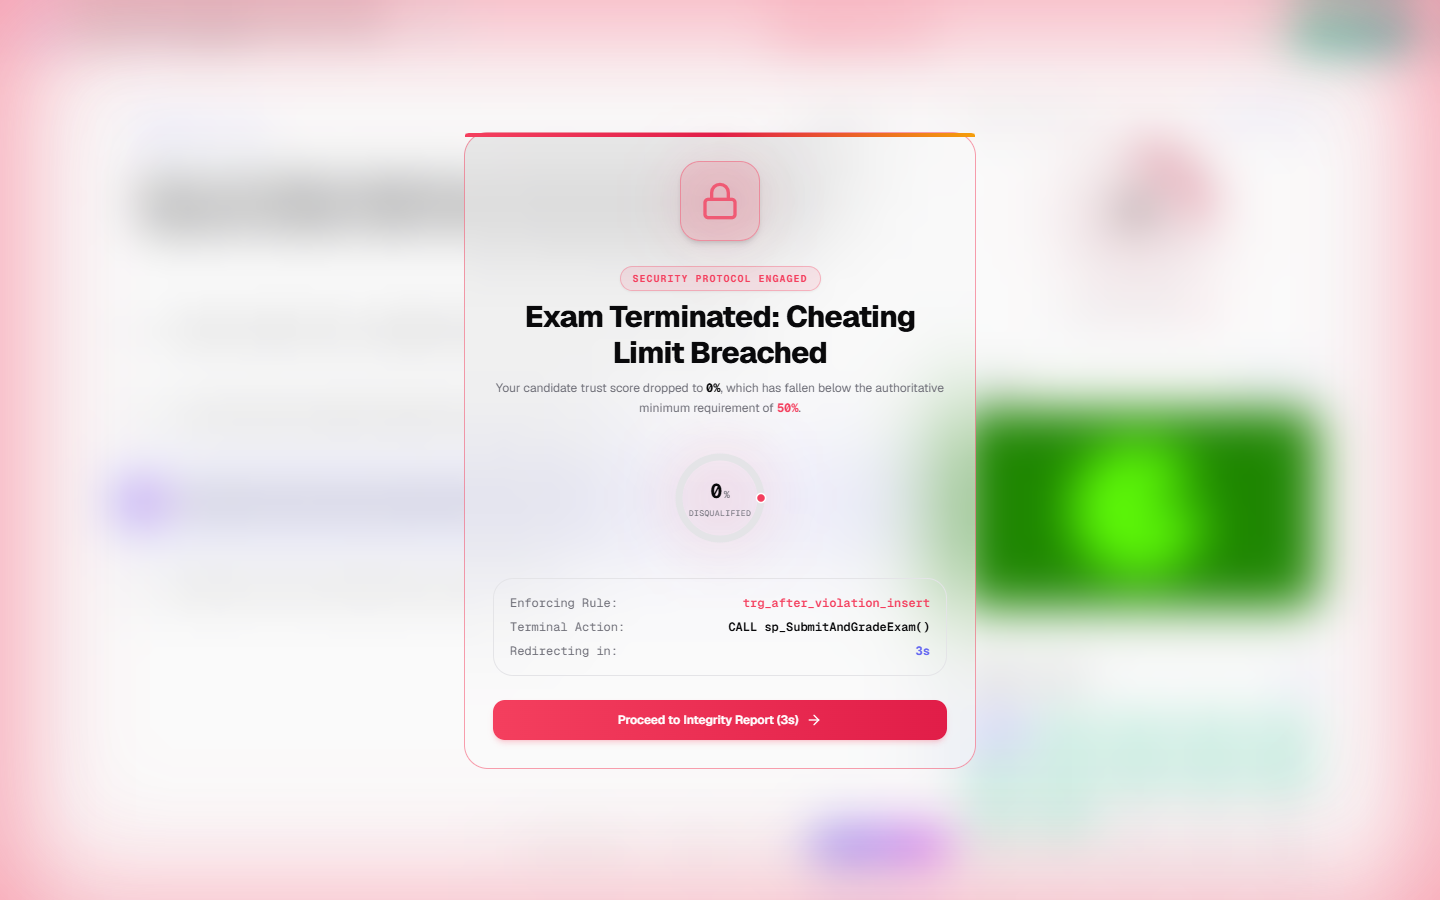 SECURITY PROTOCOL ENGAGED
Exam Terminated: Cheating
Limit Breached
Your candidate trust score dropped to 0%, which has fallen below the authoritative
minimum requirement of 50%.
0%
DISQUALIFIED
Enforcing Rule: trg_after_violation_insert
Terminal Action: CALL sp_SubmitAndGradeExam()
Redirecting in: 3s
Proceed to Integrity Report (3s)